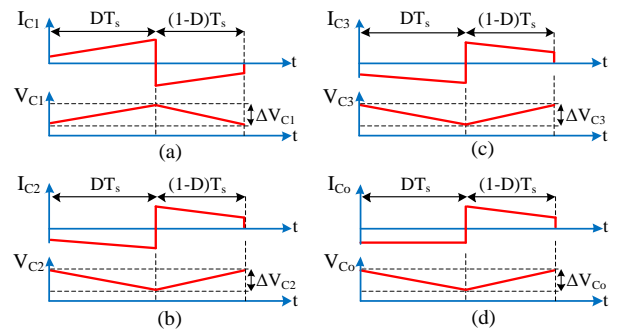 I_C1 DT_s (1-D)T_s t
V_C1 ΔV_C1 t
(a)
I_C3 DT_s (1-D)T_s t
V_C3 ΔV_C3 t
(c)
I_C2 DT_s (1-D)T_s t
V_C2 ΔV_C2 t
(b)
I_Co DT_s (1-D)T_s t
V_Co ΔV_Co t
(d)